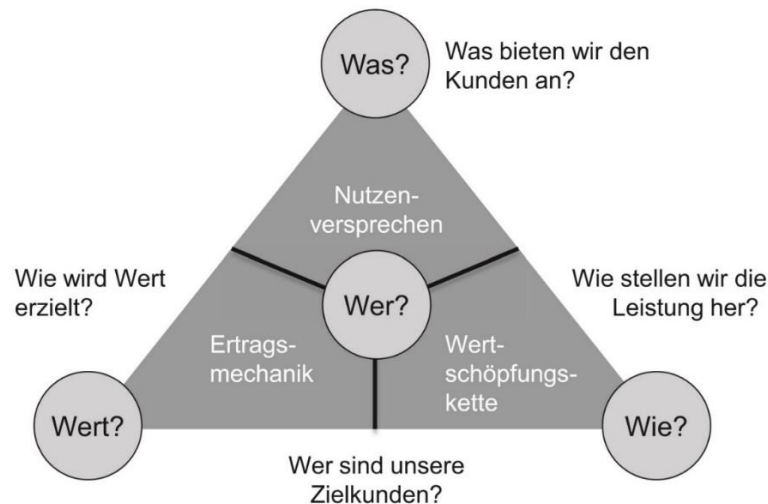 Was?
Was bieten wir den
Kunden an?
Nutzen-
versprechen
Wie wird Wert
erzielt?
Wer?
Wie stellen wir die
Leistung her?
Ertrags-
mechanik
Wert-
schöpfungs-
kette
Wert?
Wie?
Wer sind unsere
Zielkunden?